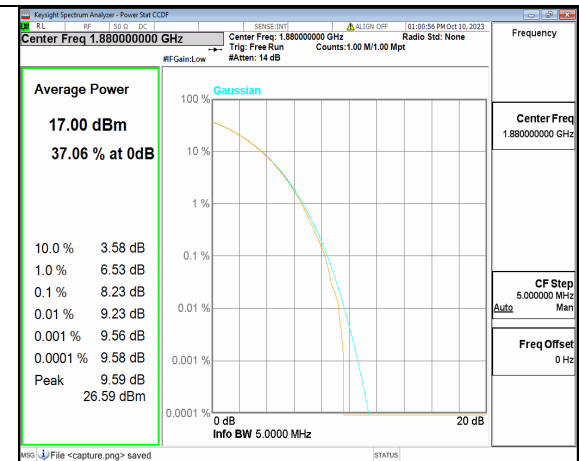 Keysight Spectrum Analyzer - Power Stat CCDF
LXI RL RF 50 Ω DC SENSE:INT ALIGN OFF 01:00:56 PM Oct 10, 2023
Center Freq 1.880000000 GHz
Center Freq: 1.880000000 GHz Radio Std: None
Trig: Free Run Counts:1.00 M/1.00 Mpt
#IFGain:Low #Atten: 14 dB
Frequency
Average Power
17.00 dBm
37.06 % at 0dB
10.0 % 3.58 dB
1.0 % 6.53 dB
0.1 % 8.23 dB
0.01 % 9.23 dB
0.001 % 9.56 dB
0.0001 % 9.58 dB
Peak 9.59 dB
26.59 dBm
Gaussian
100 %
10 %
1 %
0.1 %
0.01 %
0.001 %
0.0001 %
0 dB 20 dB
Info BW 5.0000 MHz
Center Freq
1.880000000 GHz
CF Step
5.000000 MHz
Auto Man
Freq Offset
0 Hz
MSG File <capture.png> saved STATUS